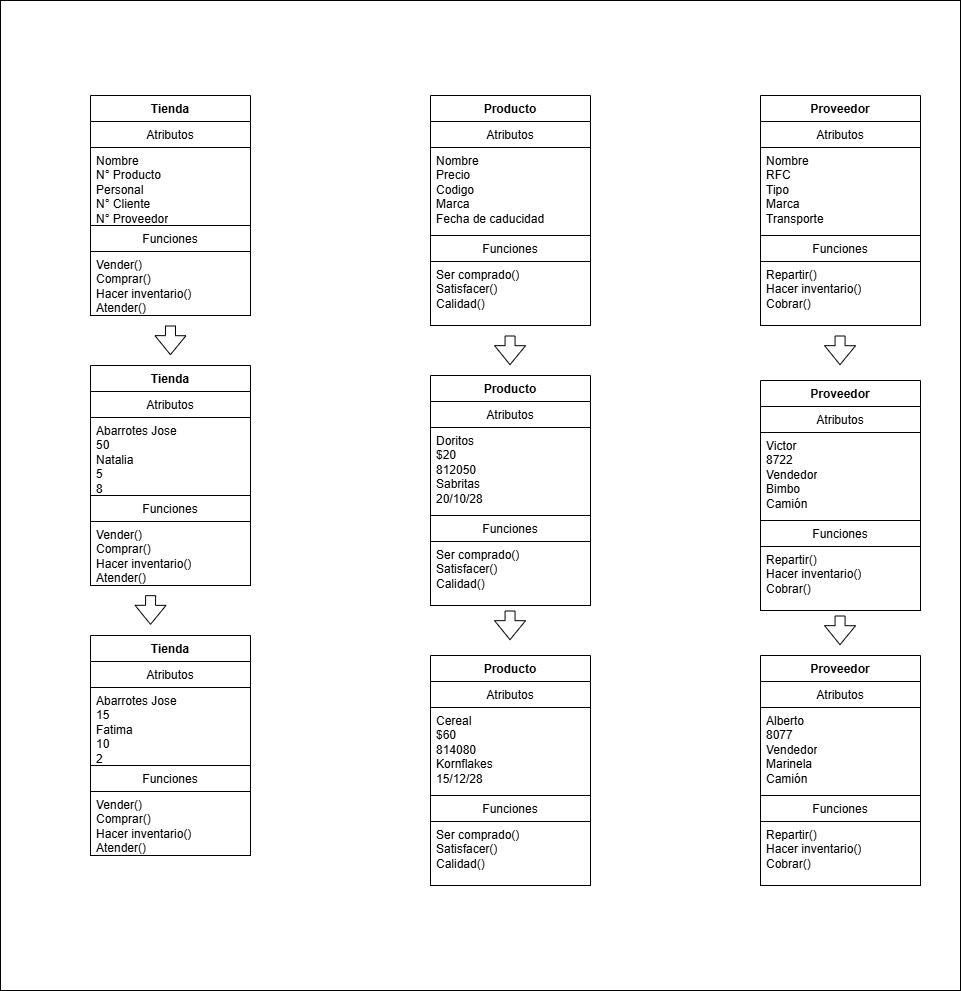 Tienda
Atributos
Nombre
N° Producto
Personal
N° Cliente
N° Proveedor
Funciones
Vender()
Comprar()
Hacer inventario()
Atender()
Tienda
Atributos
Abarrotes Jose
50
Natalia
5
8
Funciones
Vender()
Comprar()
Hacer inventario()
Atender()
Tienda
Atributos
Abarrotes Jose
15
Fatima
10
2
Funciones
Vender()
Comprar()
Hacer inventario()
Atender()
Producto
Atributos
Nombre
Precio
Codigo
Marca
Fecha de caducidad
Funciones
Ser comprado()
Satisfacer()
Calidad()
Producto
Atributos
Doritos
$20
812050
Sabritas
20/10/28
Funciones
Ser comprado()
Satisfacer()
Calidad()
Producto
Atributos
Cereal
$60
814080
Kornflakes
15/12/28
Funciones
Ser comprado()
Satisfacer()
Calidad()
Proveedor
Atributos
Nombre
RFC
Tipo
Marca
Transporte
Funciones
Repartir()
Hacer inventario()
Cobrar()
Proveedor
Atributos
Victor
8722
Vendedor
Bimbo
Camión
Funciones
Repartir()
Hacer inventario()
Cobrar()
Proveedor
Atributos
Alberto
8077
Vendedor
Marinela
Camión
Funciones
Repartir()
Hacer inventario()
Cobrar()